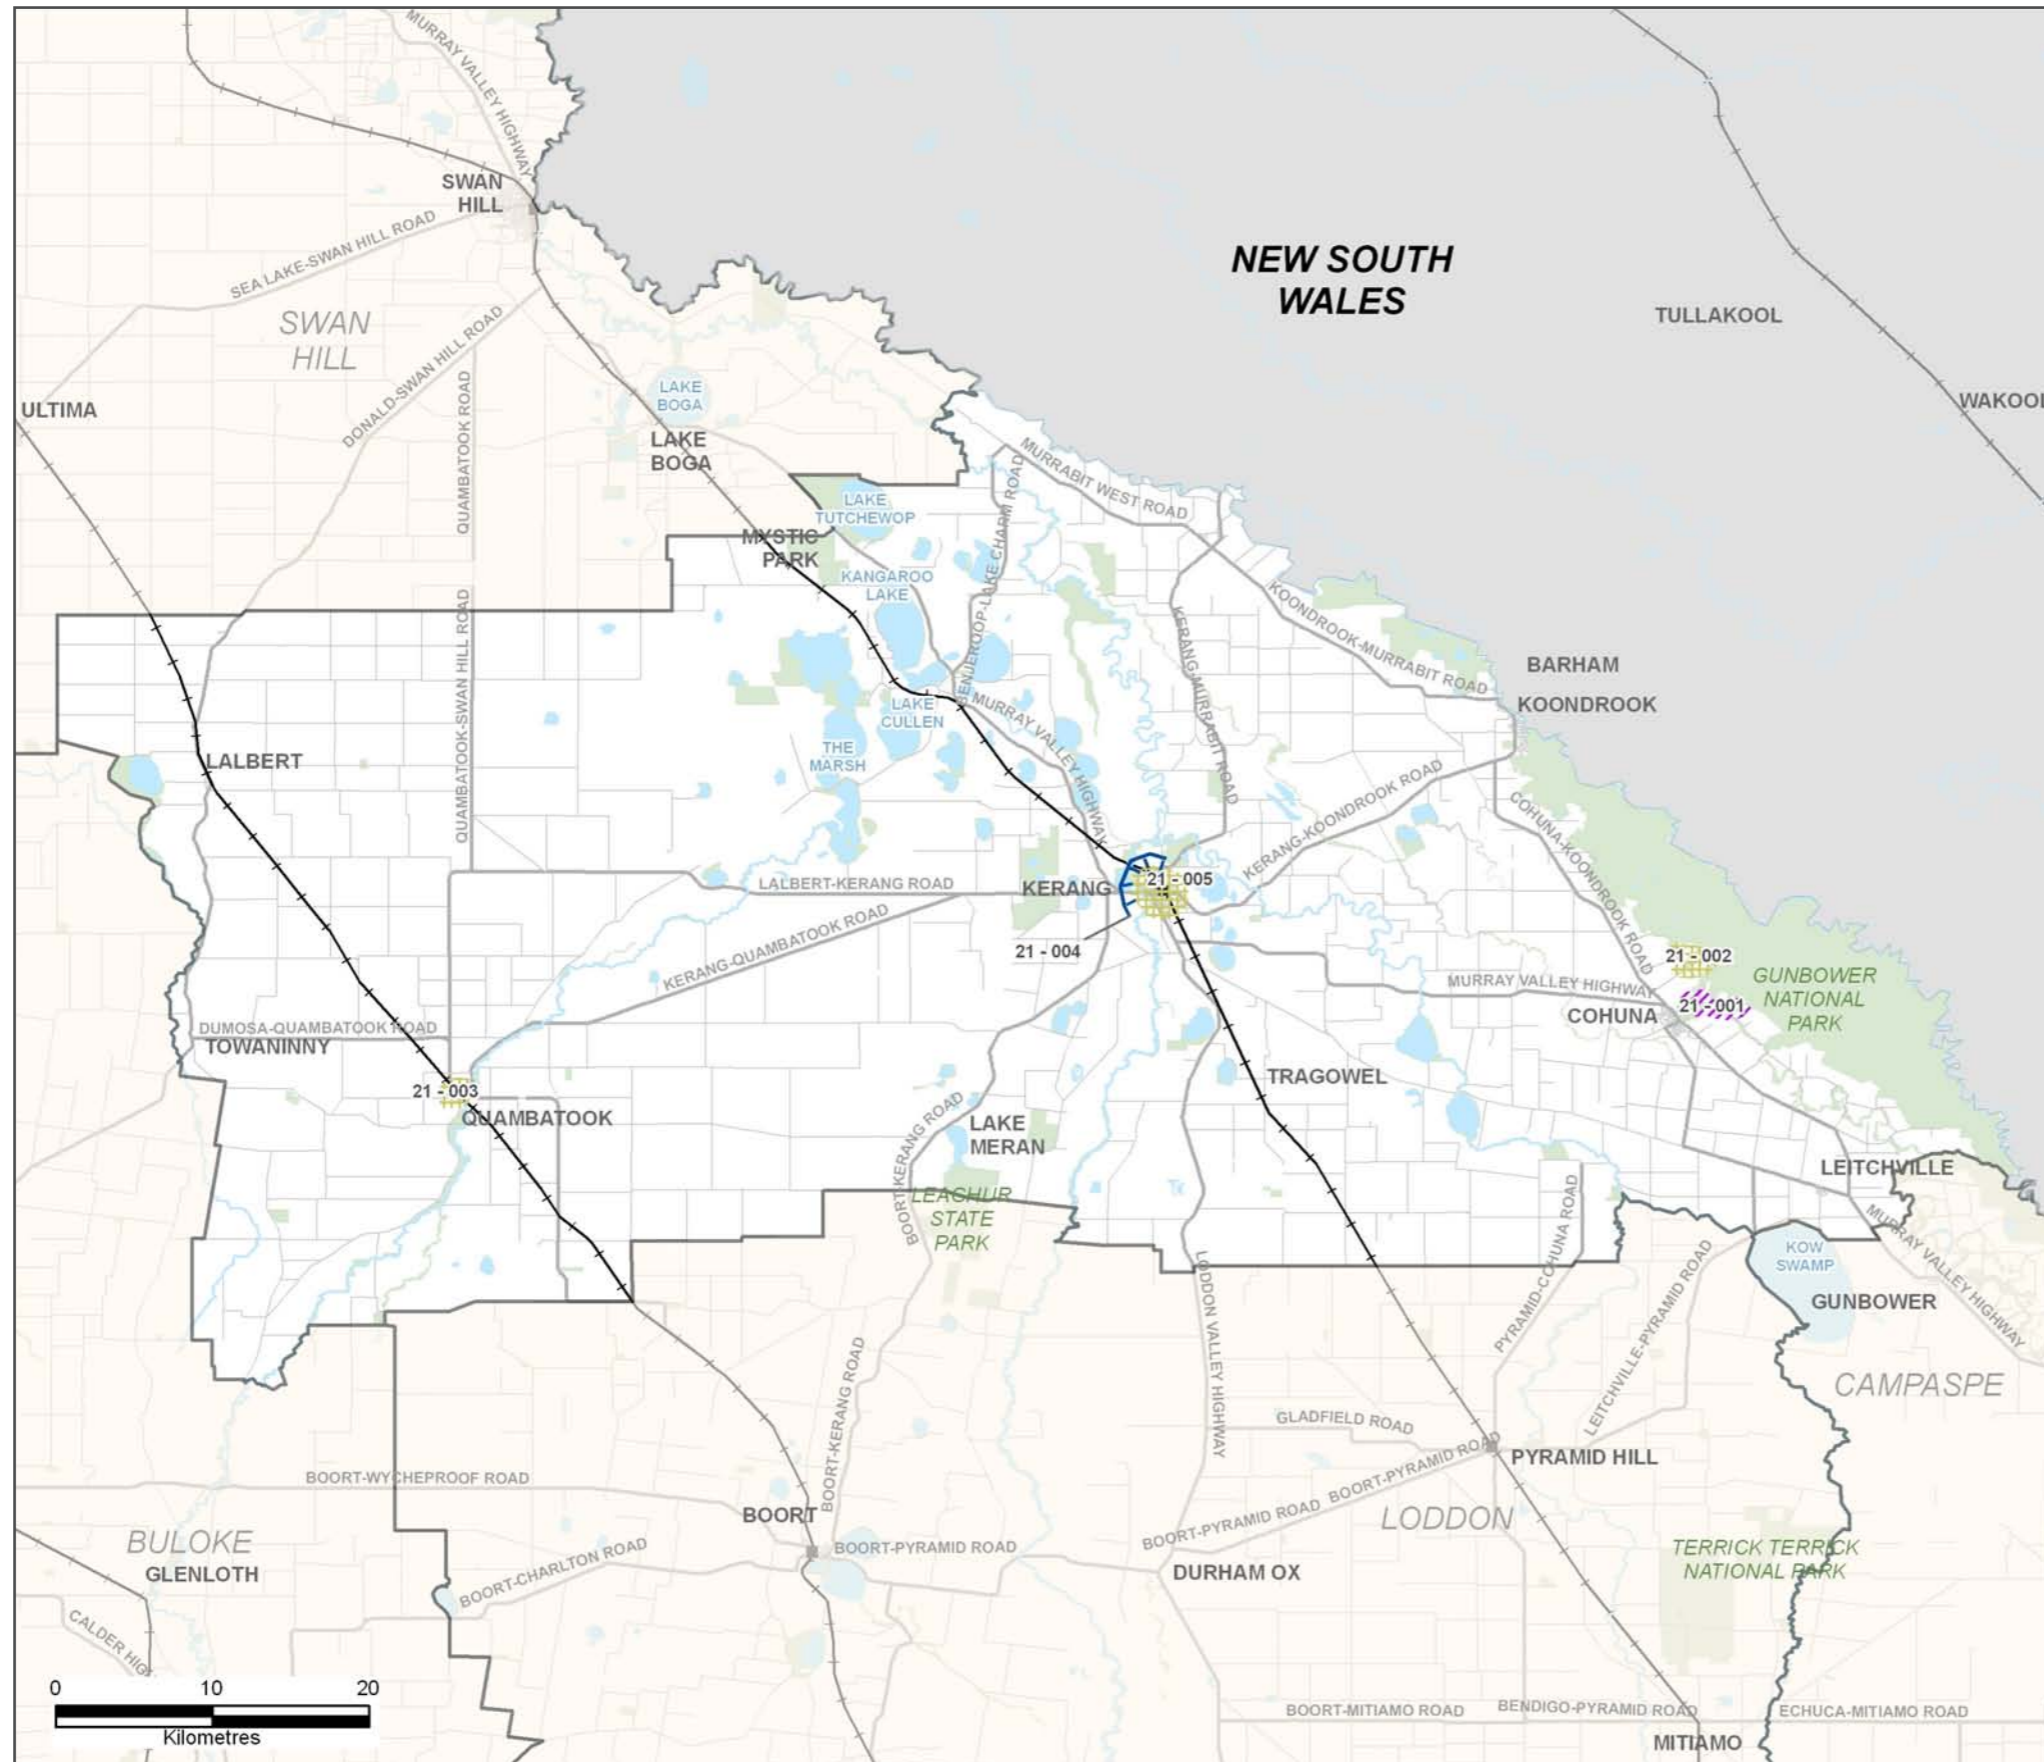 MURRAY VALLEY HIGHWAY
SWAN
HILL
SEA LAKE-SWAN HILL ROAD
NEW SOUTH
WALES
TULLAKOOL
SWAN
HILL
DONALD-SWAN HILL ROAD
QUAMBATOOK ROAD
LAKE
BOGA
WAKOOL
ULTIMA
LAKE
BOGA
MURRABIT WEST ROAD
LAKE
TUTCHEWOP
BENJEROOP-LAKE CHARM ROAD
MYSTIC
PARK
KANGAROO
LAKE
QUAMBATOOK-SWAN HILL ROAD
KERANG-MURRABIT ROAD
KOONDROOK-MURRABIT ROAD
BARHAM
KOONDROOK
LAKE
CULLEN
MURRAY VALLEY HIGHWAY
THE
MARSH
LALBERT
KERANG-KOONDROOK ROAD
COHUNA-KOONDROOK ROAD
LALBERT-KERANG ROAD
KERANG
21 - 005
KERANG-QUAMBATOOK ROAD
21 - 004
21 - 002
MURRAY VALLEY HIGHWAY
GUNBOWER
NATIONAL
PARK
21 - 001
COHUNA
DUMOSA-QUAMBATOOK ROAD
TOWANINNY
21 - 003
QUAMBATOOK
TRAGOWEL
BOORT-KERANG ROAD
LAKE
MERAN
LEITCHVILLE
LEAGHUR
STATE
PARK
PYRAMID-COHUNA ROAD
LODDON VALLEY HIGHWAY
LEITCHVILLE-PYRAMID ROAD
KOW
SWAMP
MURRAY VALLEY HIGHWAY
GUNBOWER
CAMPASPE
BOORT-KERANG ROAD
GLADFIELD ROAD
PYRAMID HILL
BOORT-WYCHEPROOF ROAD
BOORT-PYRAMID ROAD
BOORT-PYRAMID ROAD
BOORT
LODDON
BULOKE
GLENLOTH
BOORT-CHARLTON ROAD
BOORT-PYRAMID ROAD
DURHAM OX
TERRICK TERRICK
NATIONAL PARK
CALDER HIG
0 10 20
Kilometres
BOORT-MITIAMO ROAD
BENDIGO-PYRAMID ROAD
ECHUCA-MITIAMO ROAD
MITIAMO